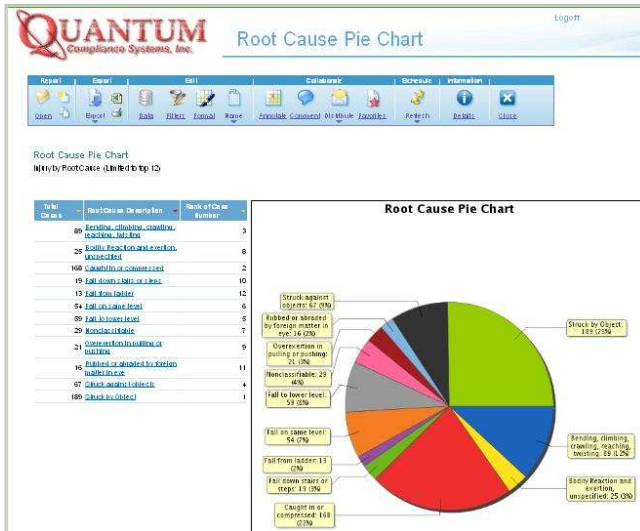 QUANTUM
Compliance Systems, Inc.
Root Cause Pie Chart
Logoff
Report Export Edit Collaborate Schedule Information
Open Export Data Filters Format Name Annotate Comment Distribute Favorites Refresh Details Close
Root Cause Pie Chart
Injury by Root Cause (Limited to top 12)
Total Cases Root Cause Description Rank of Case Number
89 Bending, climbing, crawling, reaching, twisting 3
25 Bodily Reaction and exertion, unspecified 8
168 Caught in or compressed 2
19 Fall down stairs or steps 10
13 Fall from ladder 12
54 Fall on same level 6
59 Fall to lower level 5
29 Nonclassifiable 7
21 Overexertion in pulling or pushing 9
16 Rubbed or abraded by foreign matter in eye 11
67 Struck against objects 4
189 Struck by Object 1
Root Cause Pie Chart
Struck against
objects: 67 (9%)
Rubbed or abraded
by foreign matter in
eye: 16 (2%)
Overexertion in
pulling or pushing:
21 (3%)
Nonclassifiable: 29
(4%)
Fall to lower level:
59 (8%)
Fall on same level:
54 (7%)
Fall from ladder: 13
(2%)
Fall down stairs or
steps: 19 (3%)
Caught in or
compressed: 168
(22%)
Struck by Object:
189 (25%)
Bending, climbing,
crawling, reaching,
twisting: 89 (12%)
Bodily Reaction and
exertion,
unspecified: 25 (3%)